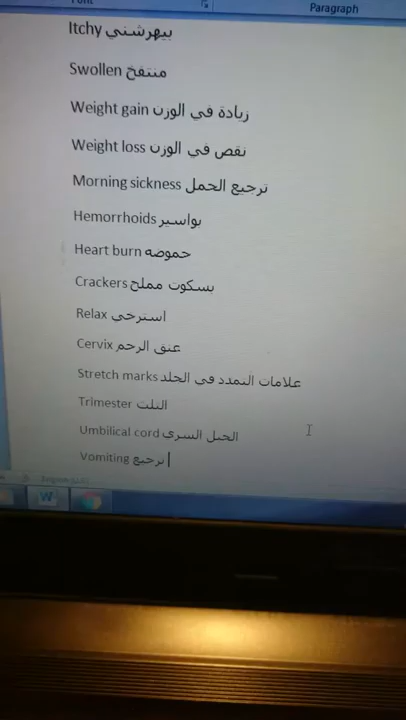 Paragraph
Itchy بيهرشني
Swollen منتفخ
Weight gain زيادة في الوزن
Weight loss نقص في الوزن
Morning sickness ترجيع الحمل
Hemorrhoids بواسير
Heart burn حموضه
Crackers بسكوت مملح
Relax استرخي
Cervix عنق الرحم
Stretch marks علامات التمدد في الجلد
Trimester الثلث
Umbilical cord الحبل السري
Vomiting ترجيع